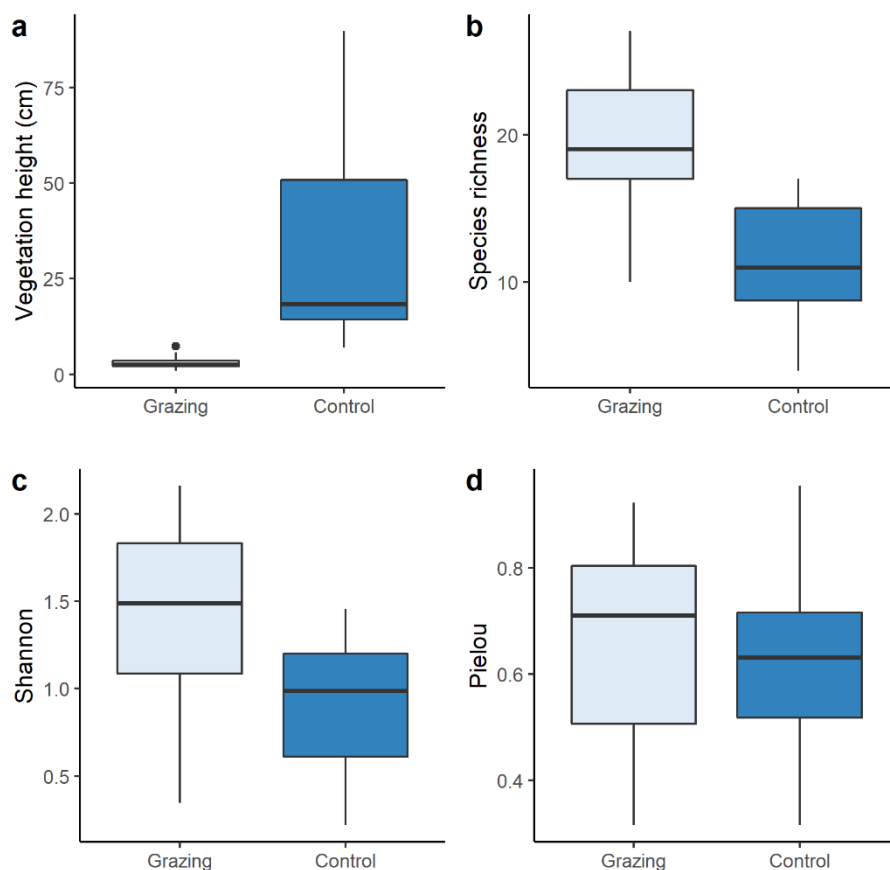 a
Vegetation height (cm)
75
50
25
0
Grazing Control
b
Species richness
20
10
Grazing Control
c
Shannon
2.0
1.5
1.0
0.5
Grazing Control
d
Pielou
0.8
0.6
0.4
Grazing Control